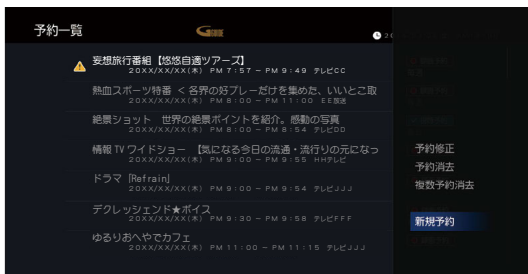 予約一覧
GGUIDE
妄想旅行番組【悠悠自適ツアーズ】
20XX/XX/XX(木) PM 7:57 － PM 9:49 テレビCC
熱血スポーツ特番 ＜各界の好プレーだけを集めた、いいとこ取
20XX/XX/XX(木) PM 8:00 － PM 11:00 EE放送
絶景ショット　世界の絶景ポイントを紹介。感動の写真
20XX/XX/XX(木) PM 8:00 － PM 8:54 テレビDD
情報 TV ワイドショー 【気になる今日の流通・流行りの元になっ
20XX/XX/XX(木) PM 9:00 － PM 9:55 HHテレビ
ドラマ「Refrain」
20XX/XX/XX(木) PM 9:00 － PM 9:54 テレビJJJ
デクレッシェンド★ボイス
20XX/XX/XX(木) PM 9:30 － PM 9:58 テレビFFF
ゆるりおへやでカフェ
20XX/XX/XX(木) PM 11:00 － PM 11:15 テレビJJJ
予約修正
予約消去
複数予約消去
新規予約